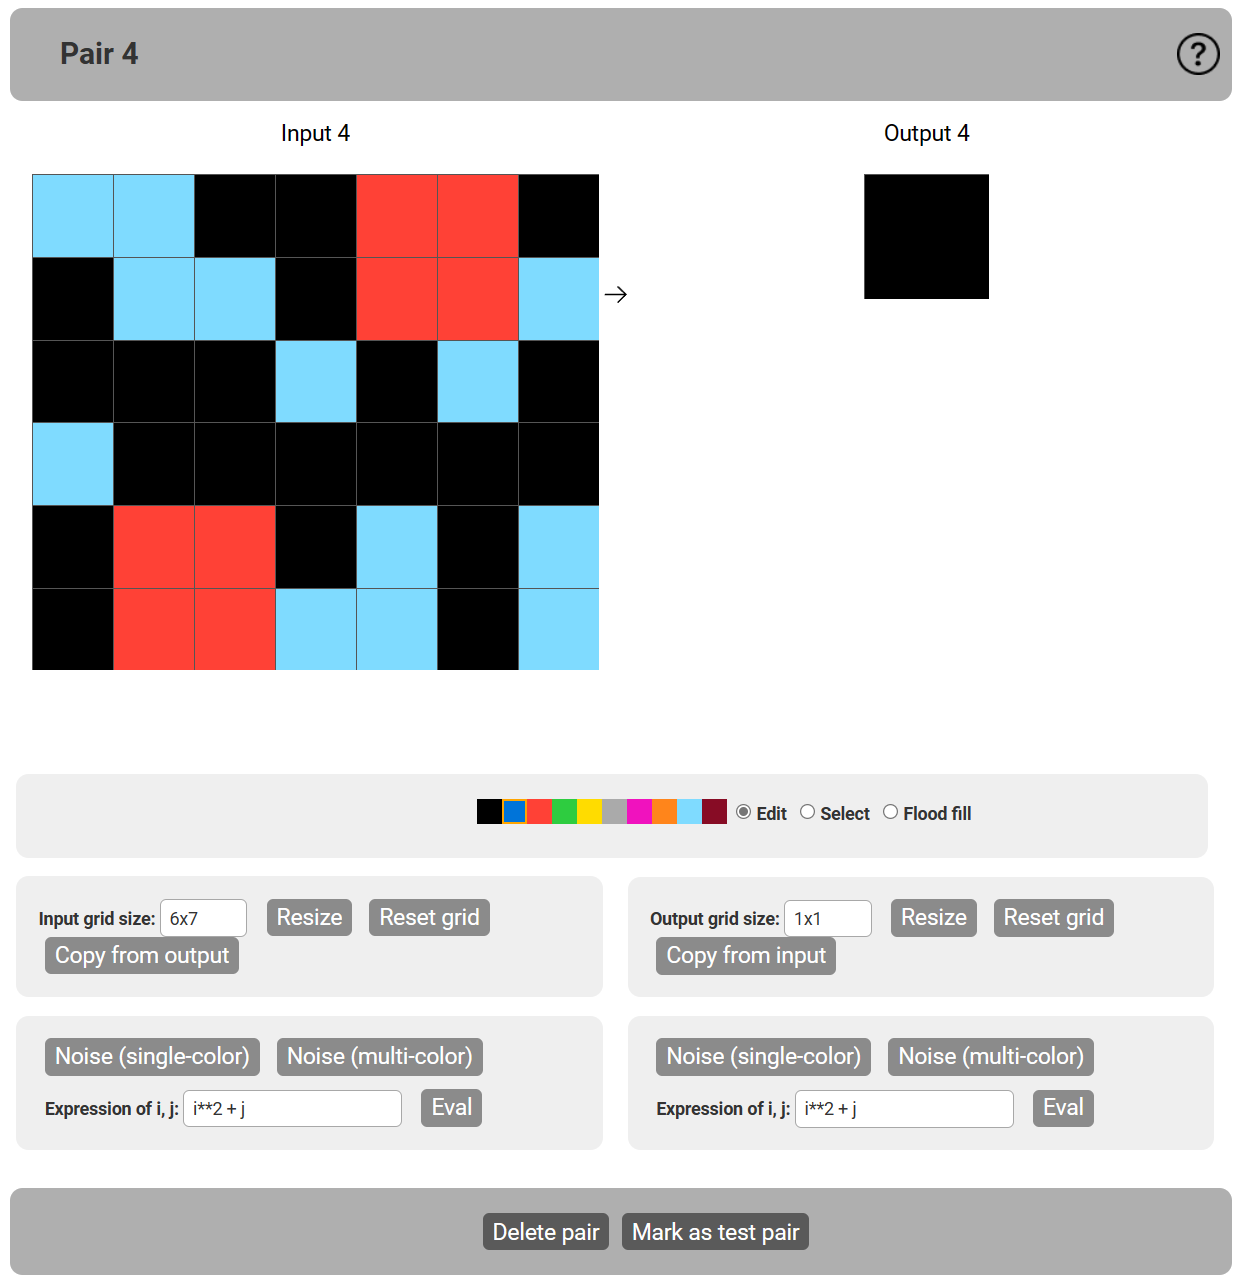 Pair 4
?
Input 4
Output 4
→
Edit Select Flood fill
Input grid size: 6x7 Resize Reset grid
Copy from output
Output grid size: 1x1 Resize Reset grid
Copy from input
Noise (single-color) Noise (multi-color)
Expression of i, j: i**2 + j Eval
Noise (single-color) Noise (multi-color)
Expression of i, j: i**2 + j Eval
Delete pair Mark as test pair